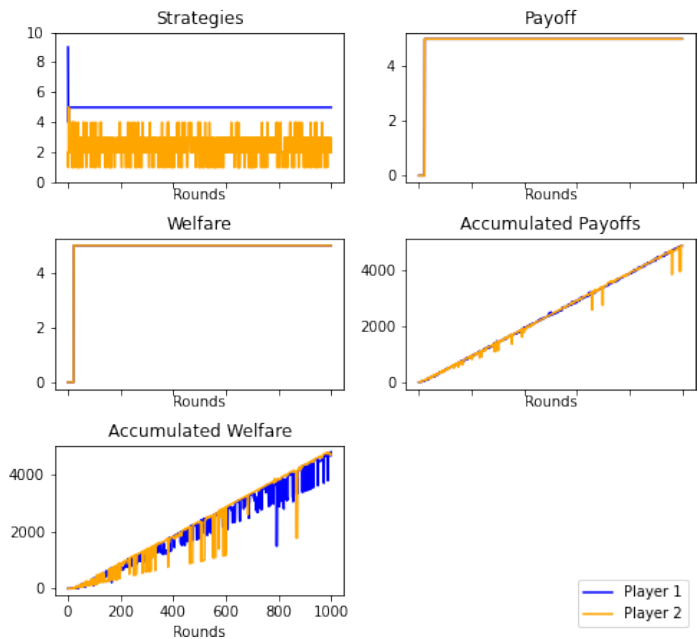 Strategies
10
8
6
4
2
0
Rounds
Payoff
4
2
0
Rounds
Welfare
4
2
0
Rounds
Accumulated Payoffs
4000
2000
0
Rounds
Accumulated Welfare
4000
2000
0
0 200 400 600 800 1000
Rounds
Player 1
Player 2